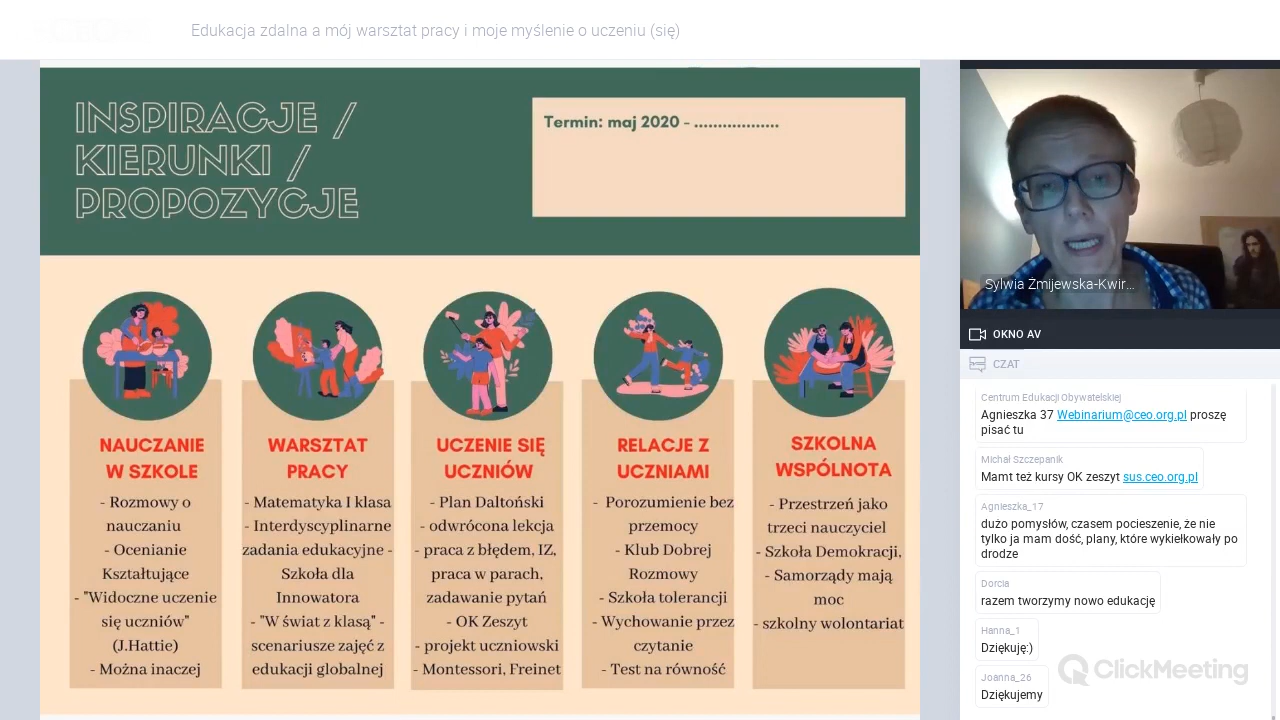 Edukacja zdalna a mój warsztat pracy i moje myślenie o uczeniu (się)
INSPIRACJE /
KIERUNKI /
PROPOZYCJE
Termin: maj 2020 - ..................
NAUCZANIE
W SZKOLE
- Rozmowy o
nauczaniu
- Ocenianie
Kształtujące
- "Widoczne uczenie
się uczniów"
(J.Hattie)
- Można inaczej
WARSZTAT
PRACY
- Matematyka I klasa
- Interdyscyplinarne
zadania edukacyjne -
Szkoła dla
Innowatora
- "W świat z klasą" -
scenariusze zajęć z
edukacji globalnej
UCZENIE SIĘ
UCZNIÓW
- Plan Daltoński
- odwrócona lekcja
- praca z błędem, IZ,
praca w parach,
zadawanie pytań
- OK Zeszyt
- projekt uczniowski
- Montessori, Freinet
RELACJE Z
UCZNIAMI
- Porozumienie bez
przemocy
- Klub Dobrej
Rozmowy
- Szkoła tolerancji
- Wychowanie przez
czytanie
- Test na równość
SZKOLNA
WSPÓLNOTA
- Przestrzeń jako
trzeci nauczyciel
- Szkoła Demokracji,
- Samorządy mają
moc
- szkolny wolontariat
Sylwia Żmijewska-Kwir...
OKNO AV
CZAT
Centrum Edukacji Obywatelskiej
Agnieszka 37 Webinarium@ceo.org.pl proszę
pisać tu
Michał Szczepanik
Mamt też kursy OK zeszyt sus.ceo.org.pl
Agnieszka_17
dużo pomysłów, czasem pocieszenie, że nie
tylko ja mam dość, plany, które wykiełkowały po
drodze
Dorcia
razem tworzymy nowo edukację
Hanna_1
Dziękuję:)
Joanna_26
Dziękujemy
ClickMeeting